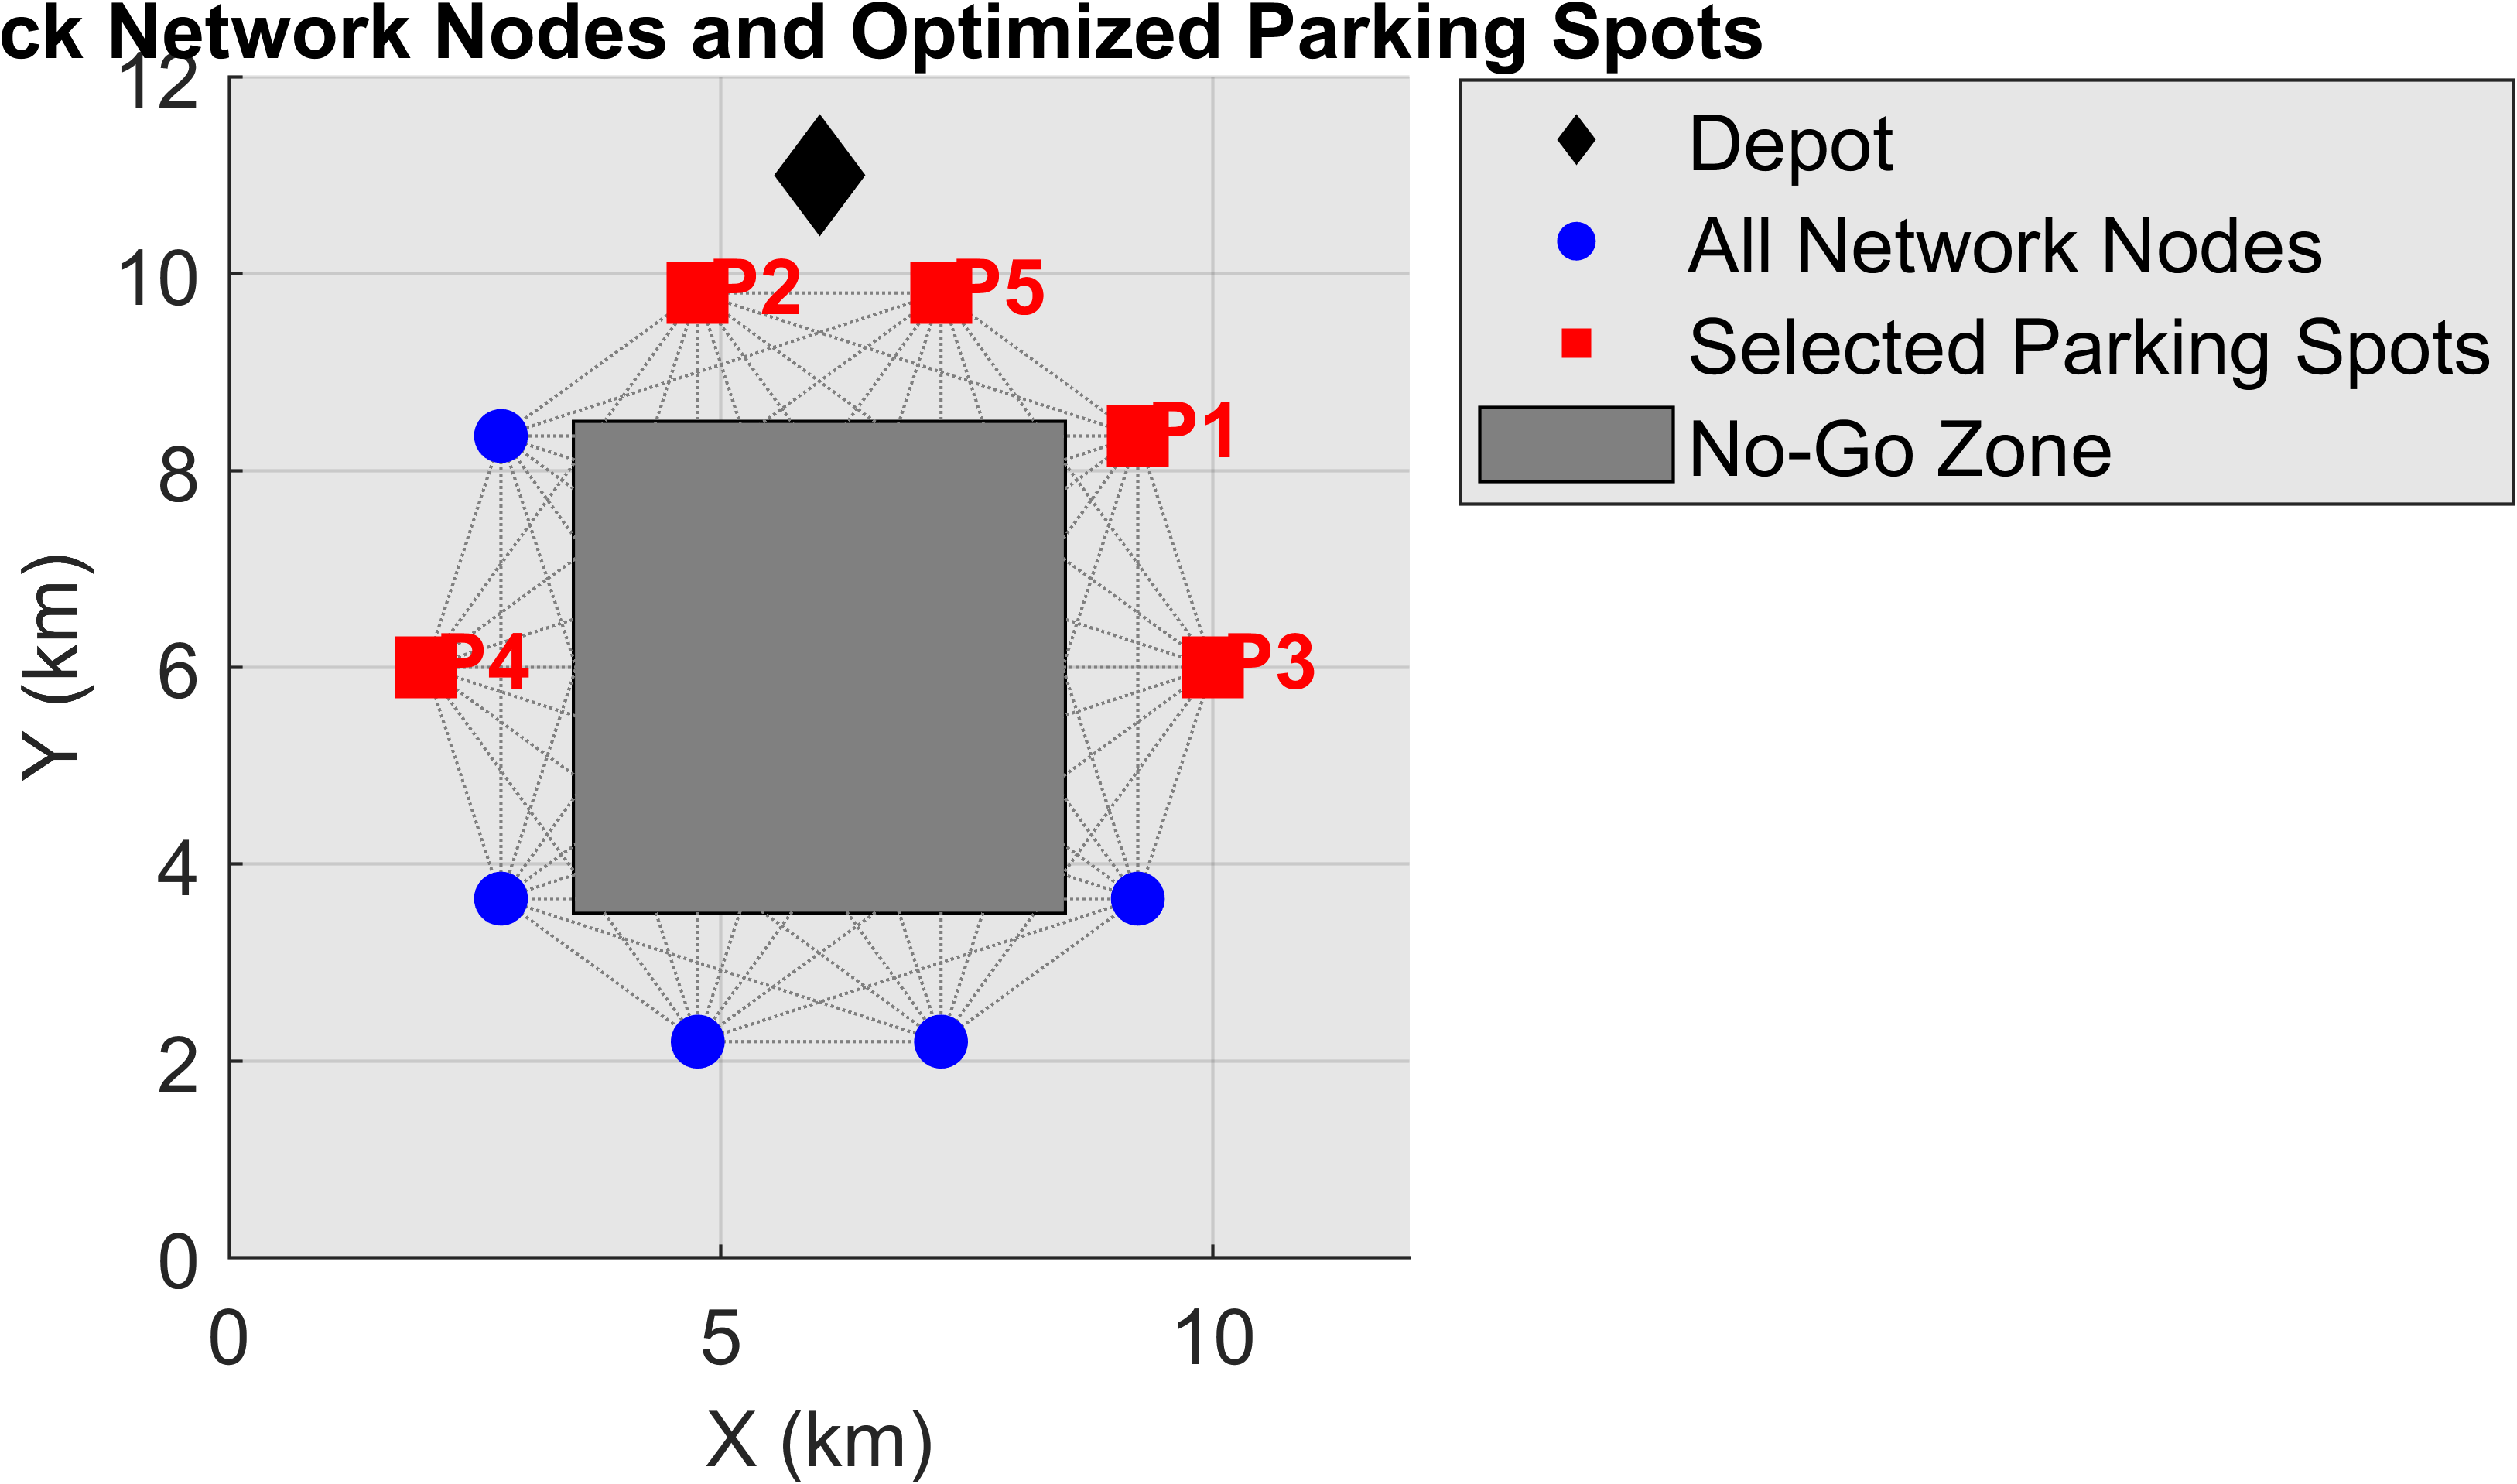 ck Network Nodes and Optimized Parking Spots
12
10
8
6
4
2
0
0 5 10
X (km)
Y (km)
P2
P5
P1
P4
P3
Depot
All Network Nodes
Selected Parking Spots
No-Go Zone